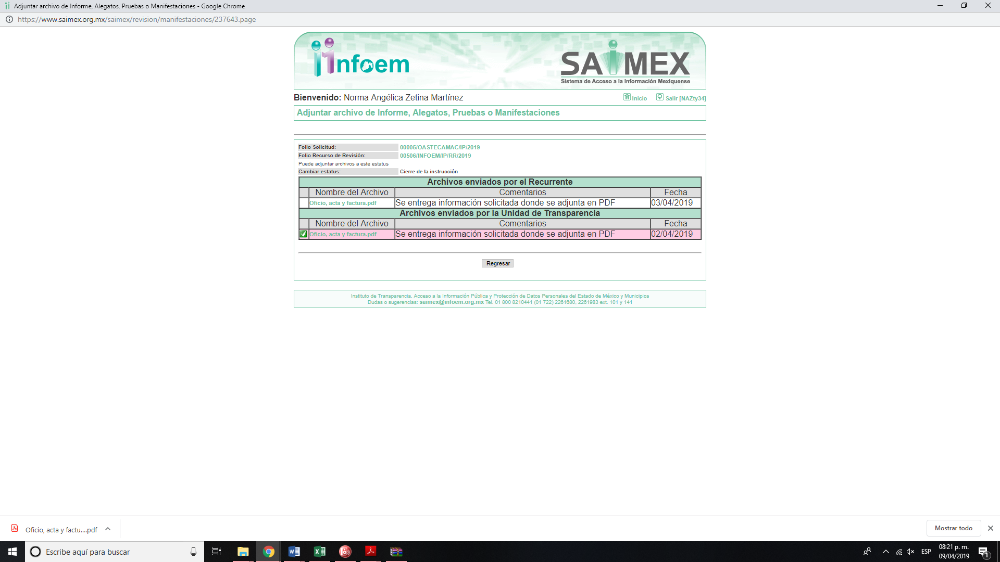 Adjuntar archivo de Informe, Alegatos, Pruebas o Manifestaciones - Google Chrome
https://www.saimex.org.mx/saimex/revision/manifestaciones/237643.page
infoem
SAIMEX
Sistema de Acceso a la Información Mexiquense
Bienvenido: Norma Angélica Zetina Martínez
Inicio Salir [NAZty34]
Adjuntar archivo de Informe, Alegatos, Pruebas o Manifestaciones
Folio Solicitud: 00005/OASTECAMAC/IP/2019
Folio Recurso de Revisión: 00506/INFOEM/IP/RR/2019
Puede adjuntar archivos a este estatus
Cambiar estatus: Cierre de la instrucción
Archivos enviados por el Recurrente
Nombre del Archivo Comentarios Fecha
Oficio, acta y factura.pdf Se entrega información solicitada donde se adjunta en PDF 03/04/2019
Archivos enviados por la Unidad de Transparencia
Nombre del Archivo Comentarios Fecha
Oficio, acta y factura.pdf Se entrega información solicitada donde se adjunta en PDF 02/04/2019
Regresar
Instituto de Transparencia, Acceso a la Información Pública y Protección de Datos Personales del Estado de México y Municipios
Dudas o sugerencias: saimex@infoem.org.mx Tel. 01 800 8210441 (01 722) 2261680, 2261983 ext. 101 y 141
Oficio, acta y factu....pdf
Mostrar todo
Escribe aquí para buscar
ESP
08:21 p. m.
09/04/2019
1